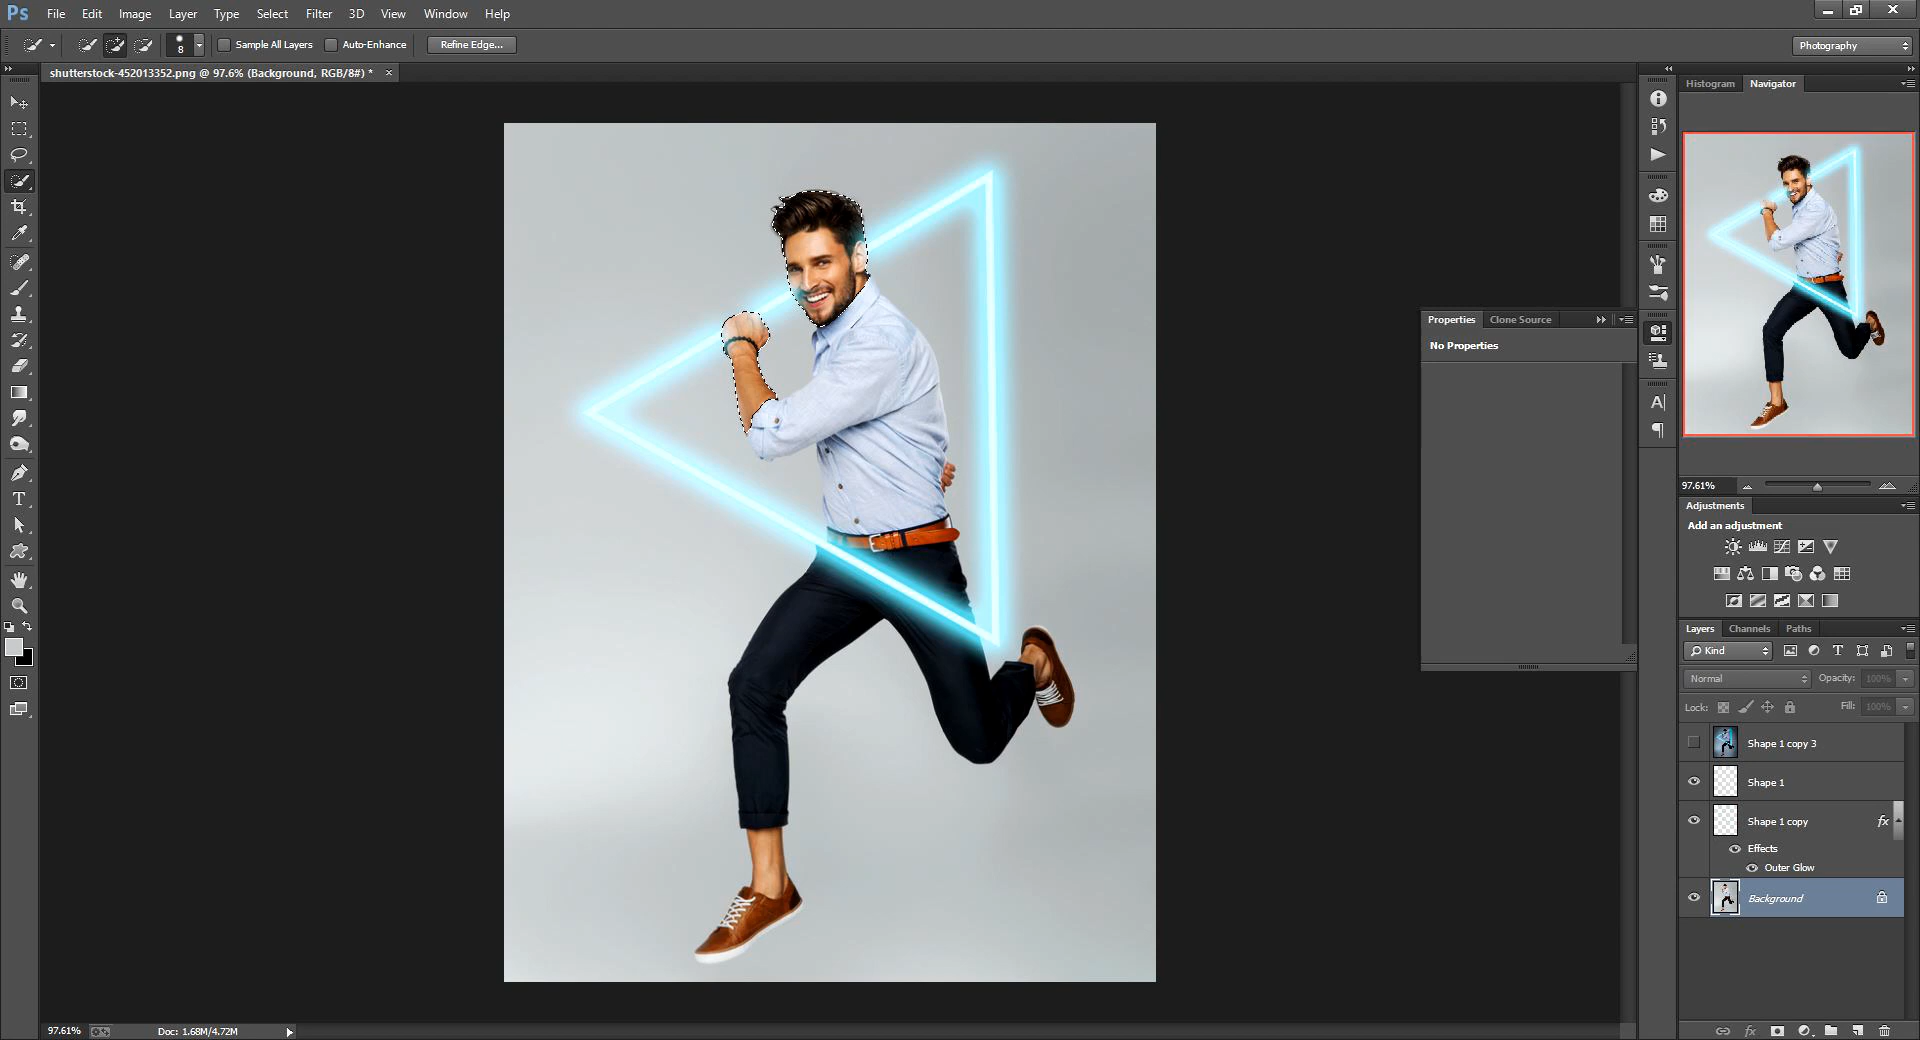 Ps File Edit Image Layer Type Select Filter 3D View Window Help
8 Sample All Layers Auto-Enhance Refine Edge... Photography
shutterstock-452013352.png @ 97.6% (Background, RGB/8#) * ×
Histogram Navigator
Properties Clone Source
No Properties
97.61%
Adjustments
Add an adjustment
Layers Channels Paths
Kind T
Normal Opacity: 100%
Lock: Fill: 100%
Shape 1 copy 3
Shape 1
Shape 1 copy fx
Effects
Outer Glow
Background
97.61% Doc: 1.68M/4.72M
fx